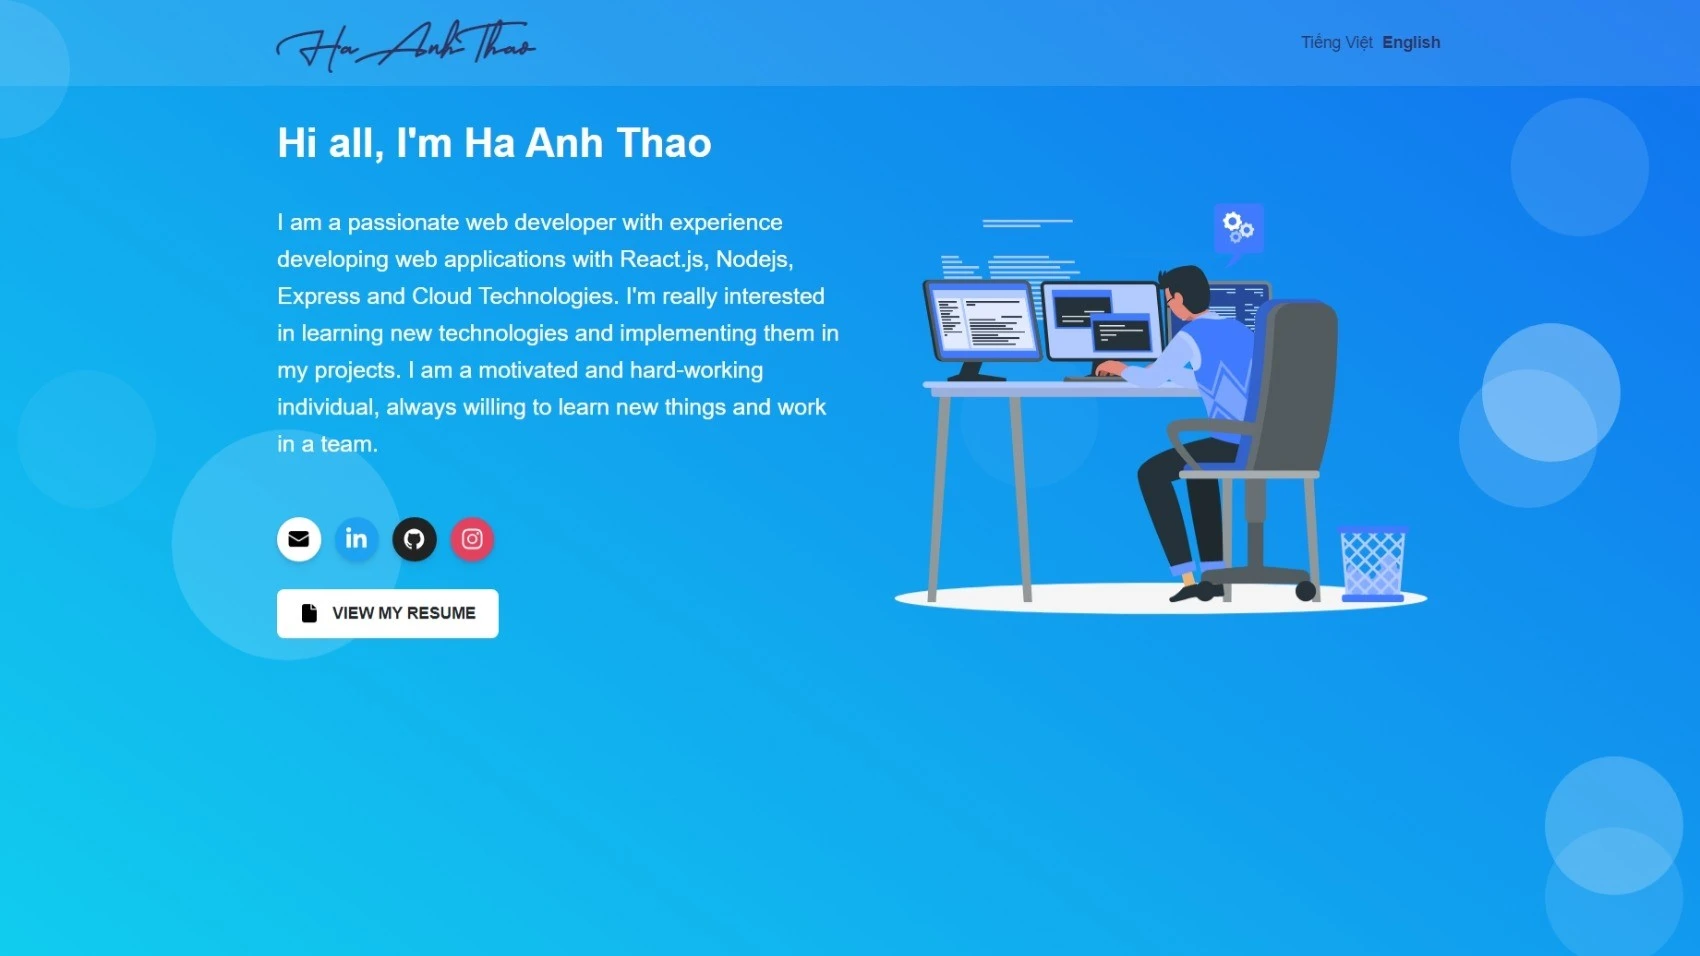 Ha Anh Thao
Tiếng Việt English
Hi all, I'm Ha Anh Thao
I am a passionate web developer with experience
developing web applications with React.js, Nodejs,
Express and Cloud Technologies. I'm really interested
in learning new technologies and implementing them in
my projects. I am a motivated and hard-working
individual, always willing to learn new things and work
in a team.
in
VIEW MY RESUME